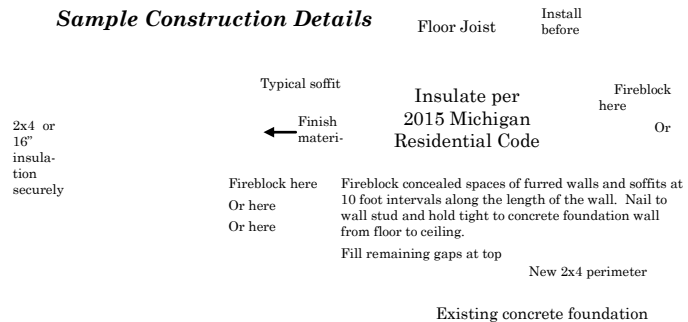 Sample Construction Details
Floor Joist
Install
before
Typical soffit
Insulate per
2015 Michigan
Residential Code
Fireblock
here
Or
Finish
materi-
2x4 or
16”
insula-
tion
securely
Fireblock here
Or here
Or here
Fireblock concealed spaces of furred walls and soffits at
10 foot intervals along the length of the wall. Nail to
wall stud and hold tight to concrete foundation wall
from floor to ceiling.
Fill remaining gaps at top
New 2x4 perimeter
Existing concrete foundation